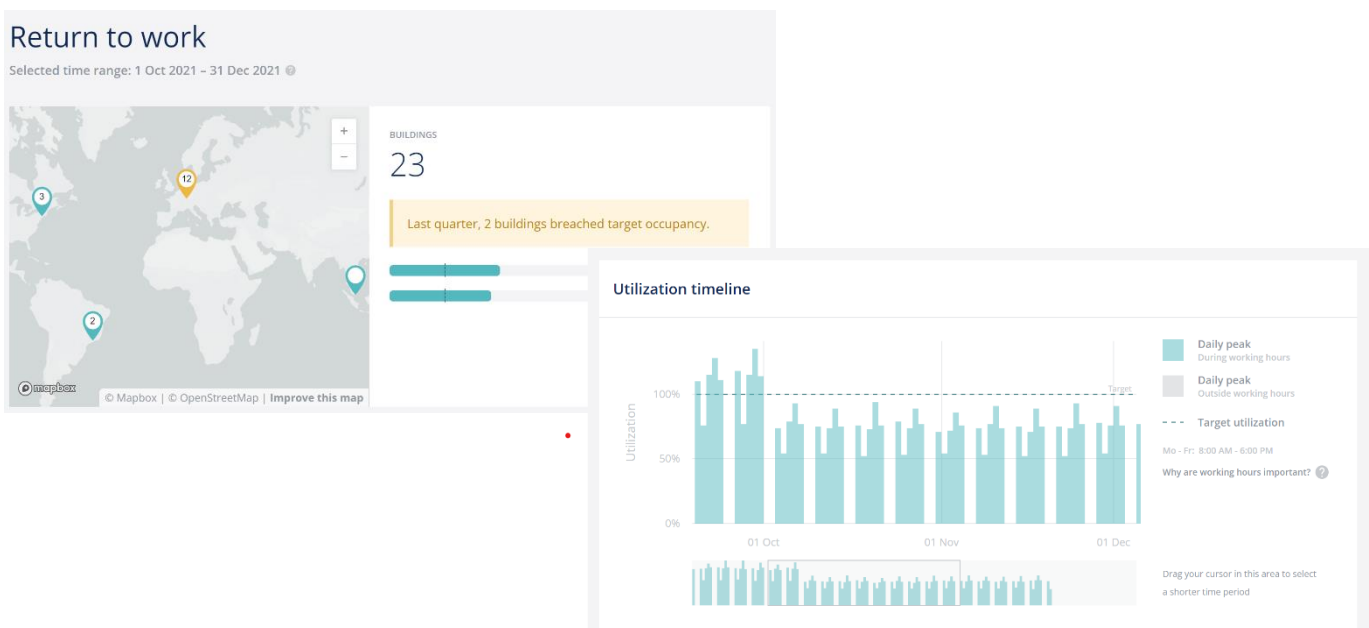 Return to work
Selected time range: 1 Oct 2021 – 31 Dec 2021 ?
+
−
12
3
2
mapbox
© Mapbox | © OpenStreetMap | Improve this map
BUILDINGS
23
Last quarter, 2 buildings breached target occupancy.
Utilization timeline
Utilization
100%
50%
0%
Target
01 Oct
01 Nov
01 Dec
Daily peak
During working hours
Daily peak
Outside working hours
Target utilization
Mo - Fr: 8:00 AM - 6:00 PM
Why are working hours important? ?
Drag your cursor in this area to select
a shorter time period